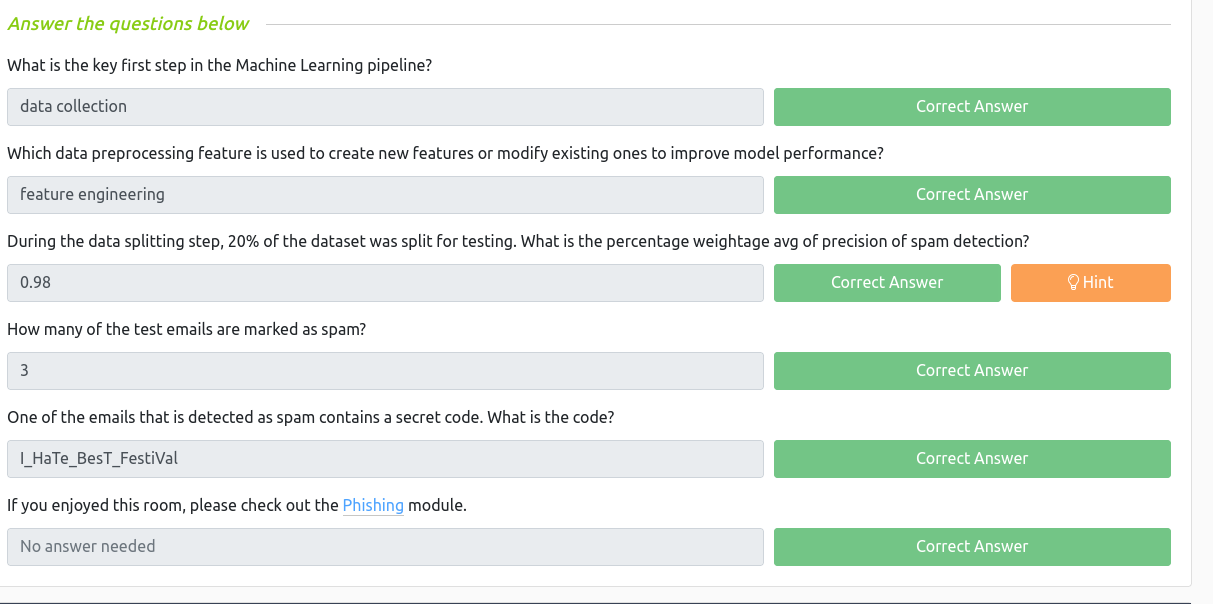 Answer the questions below
What is the key first step in the Machine Learning pipeline?
data collection
Correct Answer
Which data preprocessing feature is used to create new features or modify existing ones to improve model performance?
feature engineering
Correct Answer
During the data splitting step, 20% of the dataset was split for testing. What is the percentage weightage avg of precision of spam detection?
0.98
Correct Answer
Hint
How many of the test emails are marked as spam?
3
Correct Answer
One of the emails that is detected as spam contains a secret code. What is the code?
I_HaTe_BesT_FestiVal
Correct Answer
If you enjoyed this room, please check out the Phishing module.
No answer needed
Correct Answer